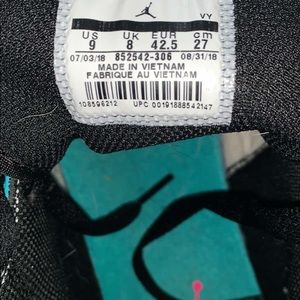 VY
US UK EUR cm
9 8 42.5 27
07/03/18 852542-306 08/31/18
MADE IN VIETNAM
FABRIQUE AU VIETNAM
108596212 UPC 00191888542147